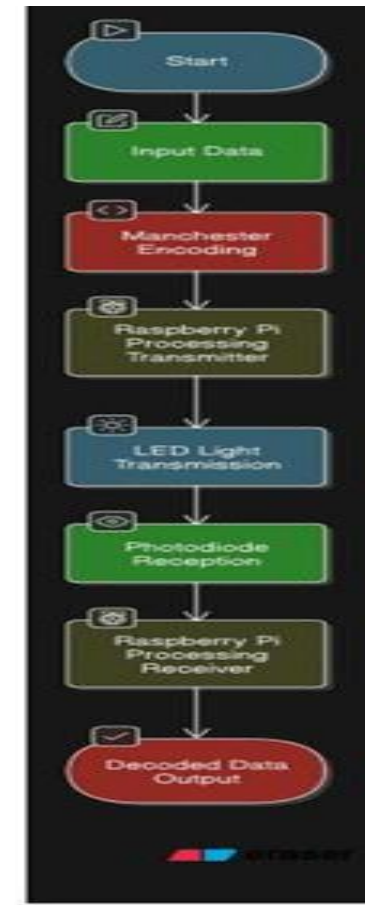 Start
Input Data
Manchester
Encoding
Raspberry Pi
Processing
Transmitter
LED Light
Transmission
Photodiode
Reception
Raspberry Pi
Processing
Receiver
Decoded Data
Output
eraser